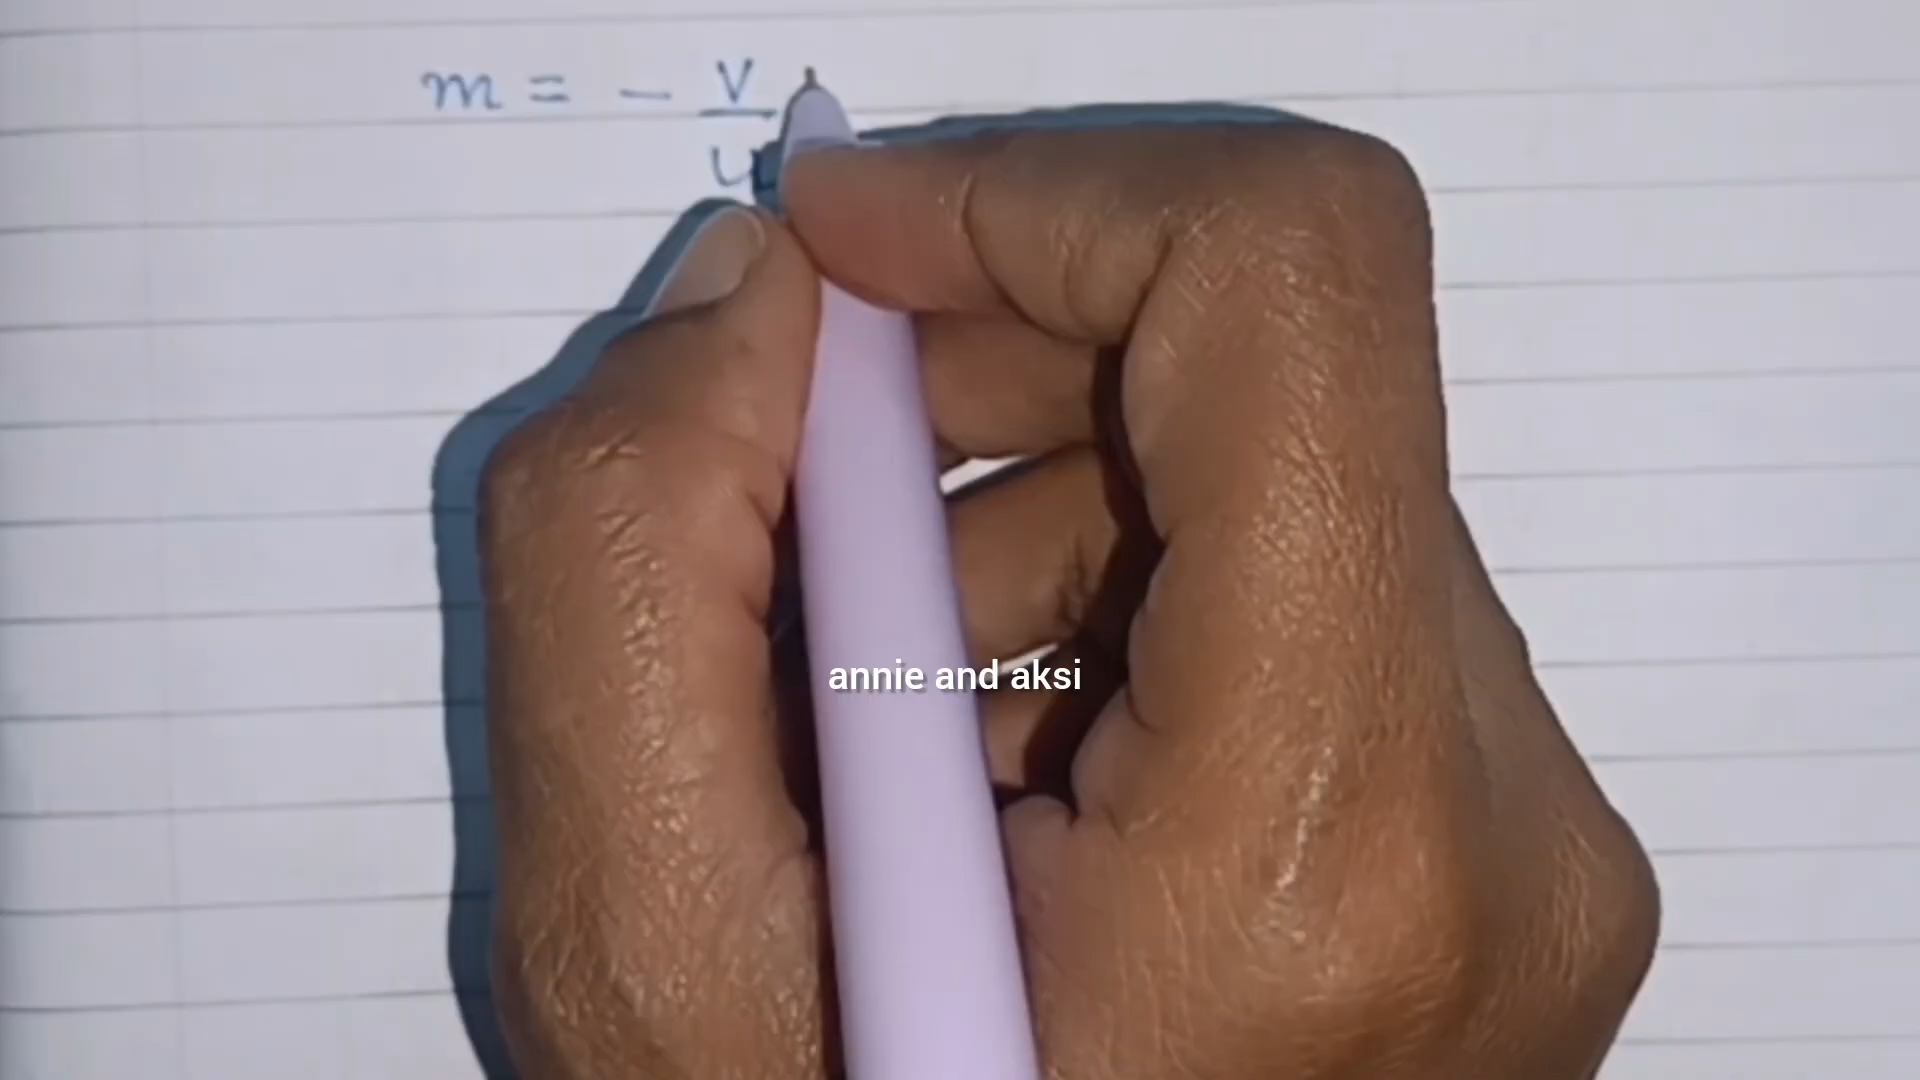 m = - v
u
annie and aksi